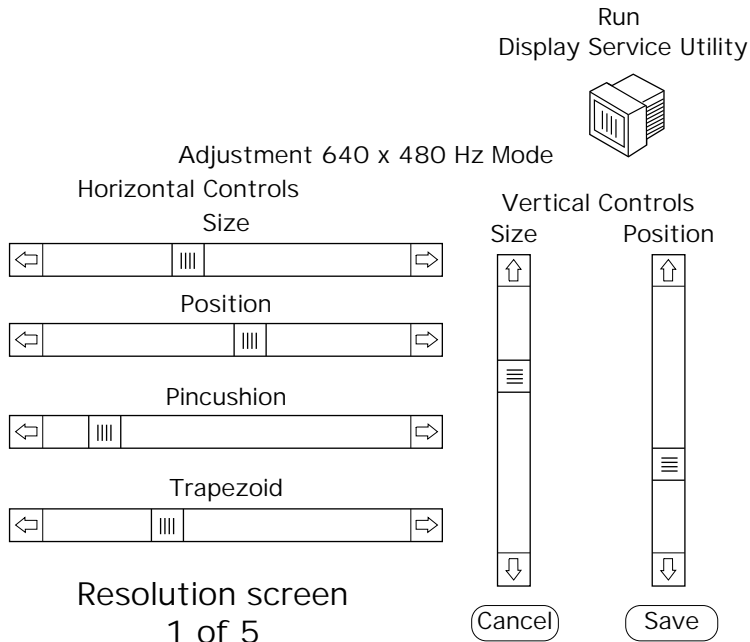 Run
Display Service Utility
Adjustment 640 x 480 Hz Mode
Horizontal Controls
Size
Position
Pincushion
Trapezoid
Resolution screen
1 of 5
Vertical Controls
Size
Position
Cancel
Save